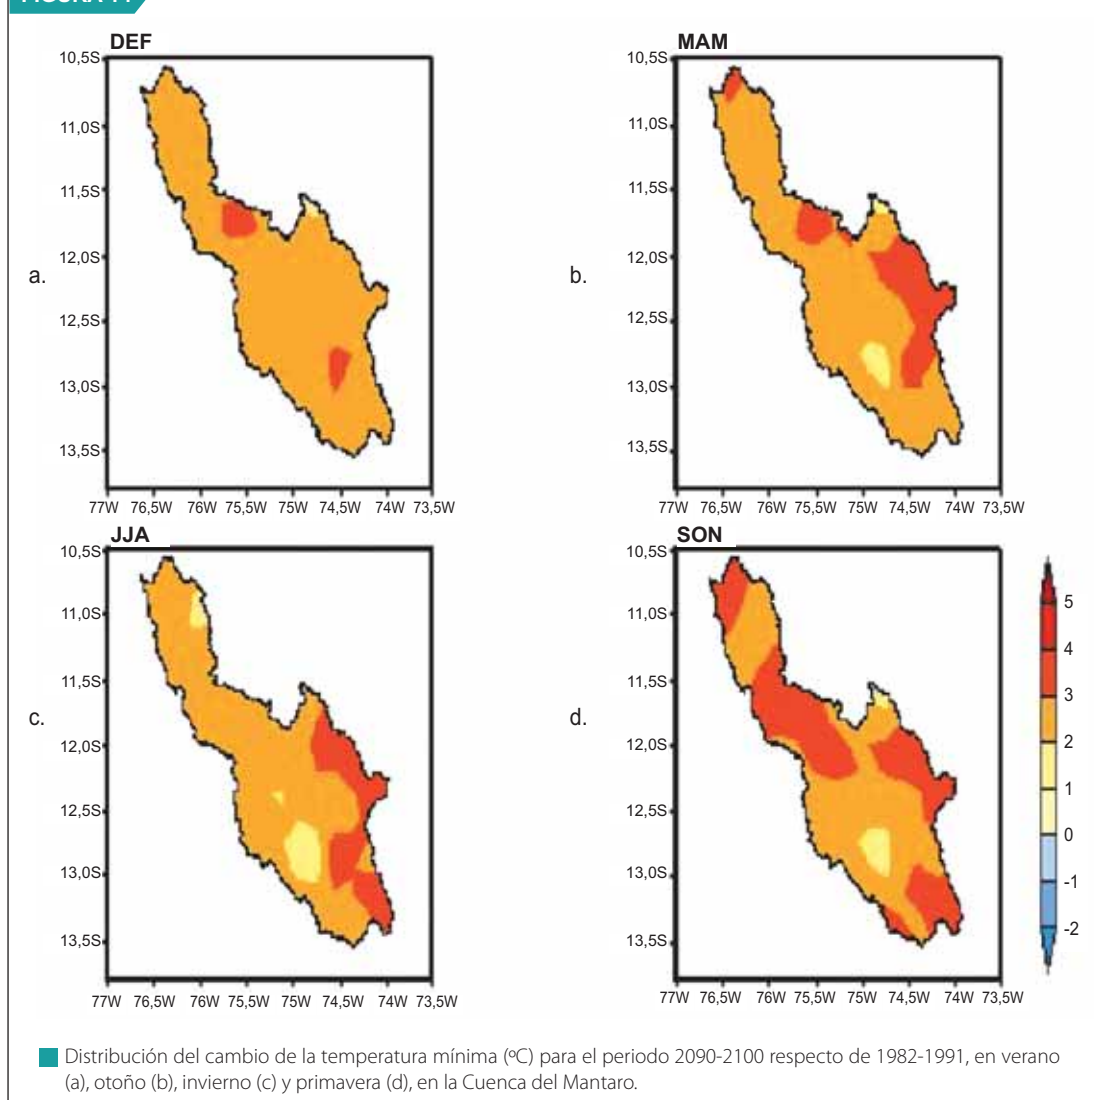 DEF
MAM
10,5S
11,0S
11,5S
12,0S
12,5S
13,0S
13,5S
a.
77W 76,5W 76W 75,5W 75W 74,5W 74W 73,5W
10,5S
11,0S
11,5S
12,0S
12,5S
13,0S
13,5S
b.
77W 76,5W 76W 75,5W 75W 74,5W 74W 73,5W
JJA
SON
10,5S
11,0S
11,5S
12,0S
12,5S
13,0S
13,5S
c.
77W 76,5W 76W 75,5W 75W 74,5W 74W 73,5W
10,5S
11,0S
11,5S
12,0S
12,5S
13,0S
13,5S
d.
77W 76,5W 76W 75,5W 75W 74,5W 74W 73,5W
5
4
3
2
1
0
-1
-2
Distribución del cambio de la temperatura mínima (ºC) para el periodo 2090-2100 respecto de 1982-1991, en verano
(a), otoño (b), invierno (c) y primavera (d), en la Cuenca del Mantaro.